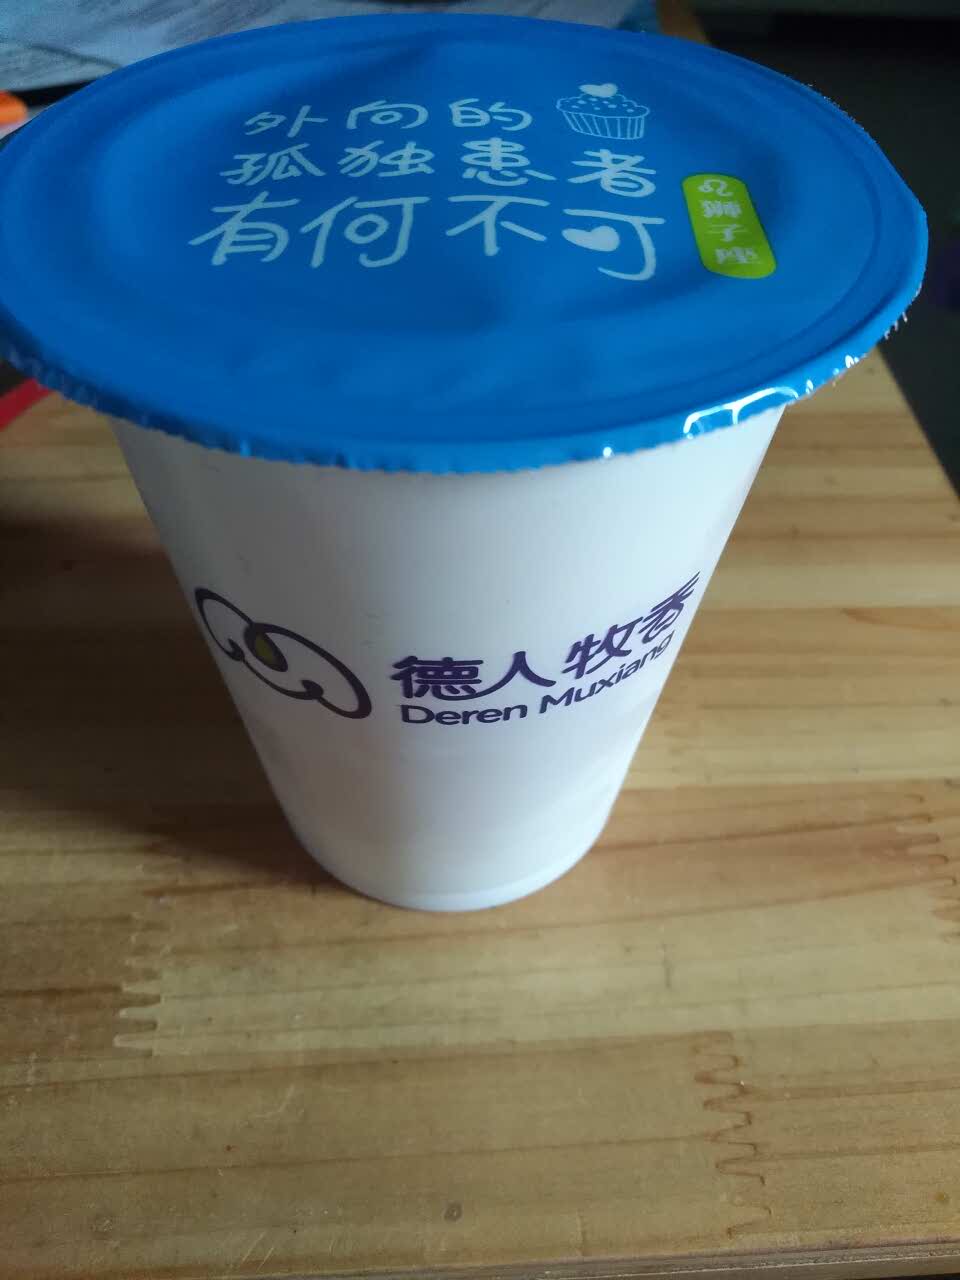 外向的
孤独患者
有何不可
狮子座
德人牧香
Deren Muxiang